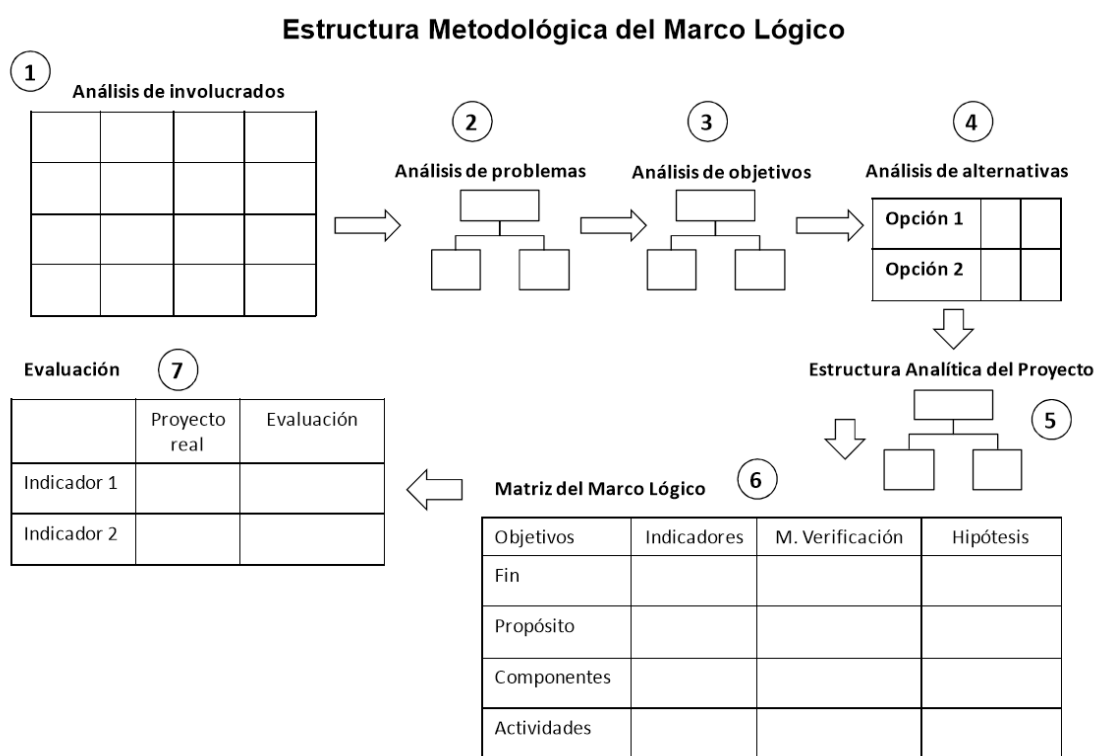 Estructura Metodológica del Marco Lógico
1
Análisis de involucrados
2
Análisis de problemas
3
Análisis de objetivos
4
Análisis de alternativas
Opción 1
Opción 2
Estructura Analítica del Proyecto
5
6
Matriz del Marco Lógico
Objetivos Indicadores M. Verificación Hipótesis
Fin
Propósito
Componentes
Actividades
Evaluación
7
Proyecto
real
Evaluación
Indicador 1
Indicador 2